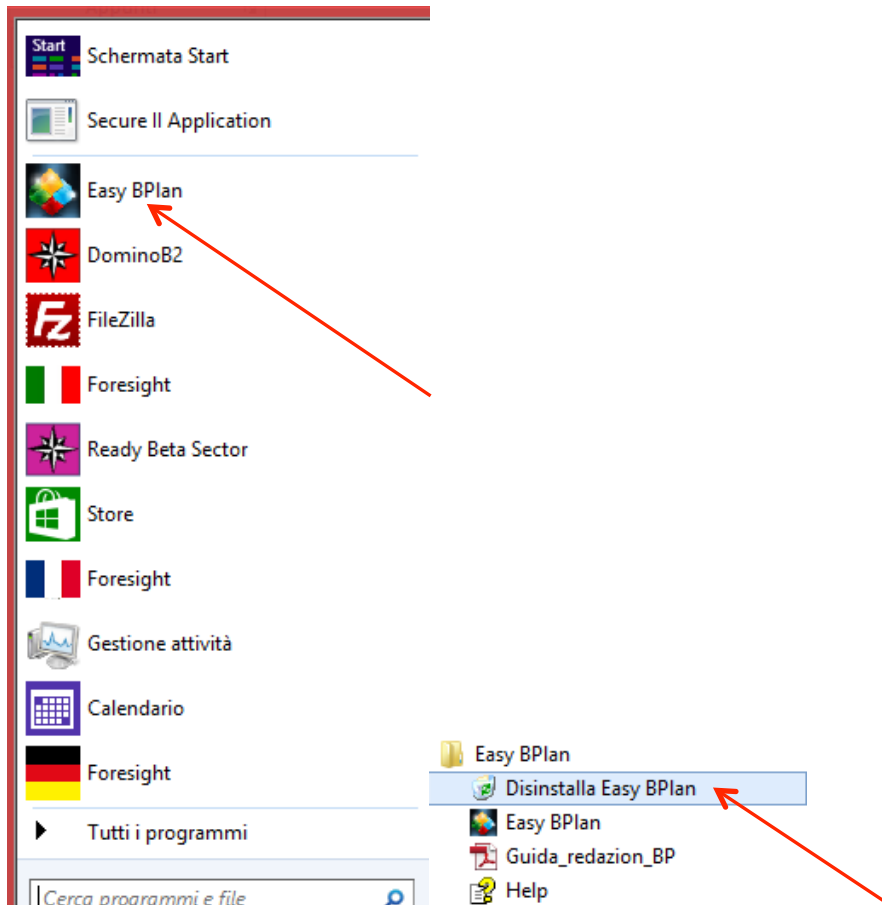 Start
Schermata Start
Secure II Application
Easy BPlan
DominoB2
Fz
FileZilla
Foresight
Ready Beta Sector
Store
Foresight
Gestione attività
Calendario
Foresight
Tutti i programmi
Cerca programmi e file
Easy BPlan
Disinstalla Easy BPlan
Easy BPlan
Guida_redazion_BP
Help